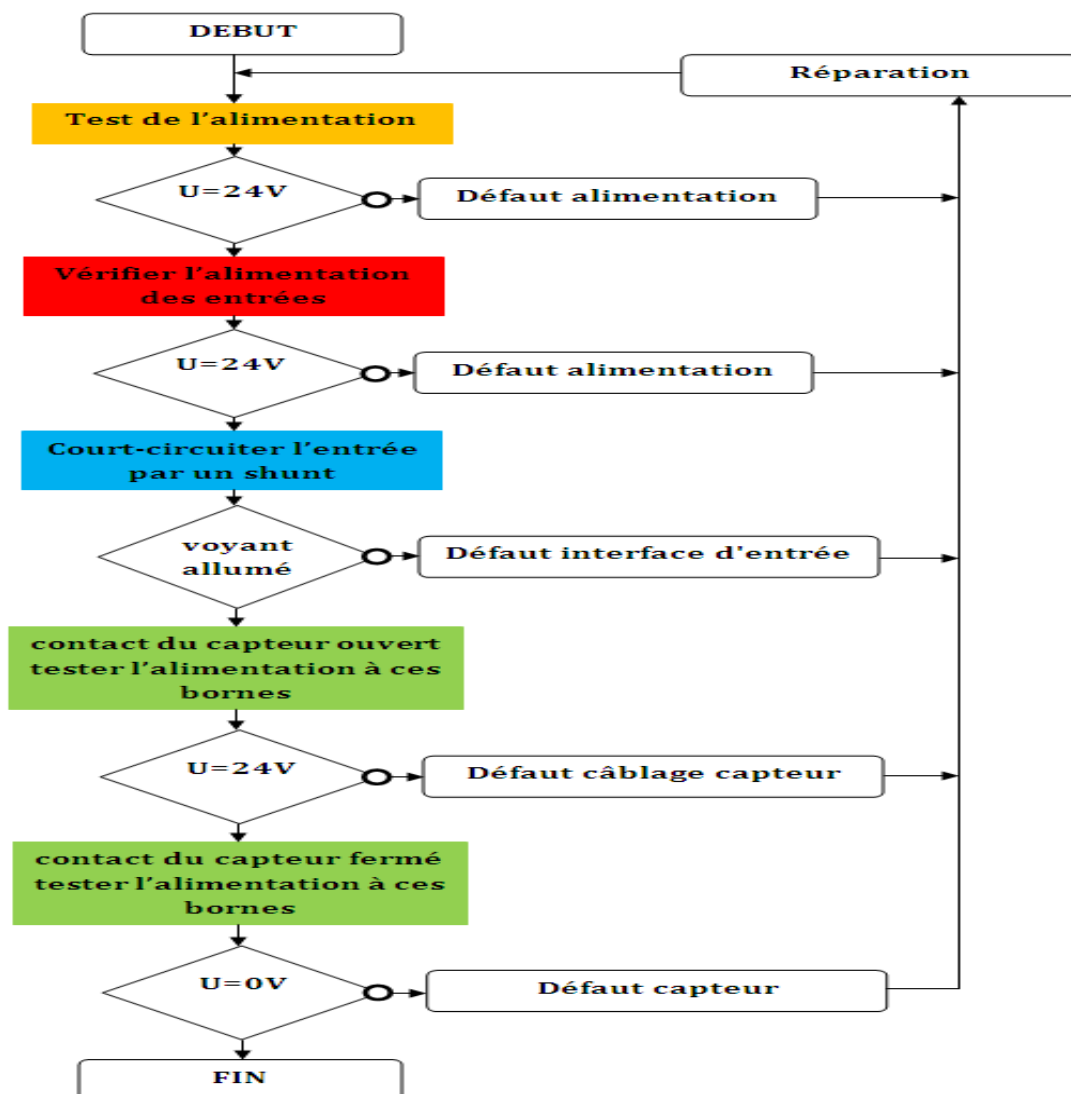 DEBUT
Réparation
Test de l'alimentation
U=24V
Défaut alimentation
Vérifier l'alimentation
des entrées
U=24V
Défaut alimentation
Court-circuiter l'entrée
par un shunt
voyant
allumé
Défaut interface d'entrée
contact du capteur ouvert
tester l'alimentation à ces
bornes
U=24V
Défaut câblage capteur
contact du capteur fermé
tester l'alimentation à ces
bornes
U=0V
Défaut capteur
FIN